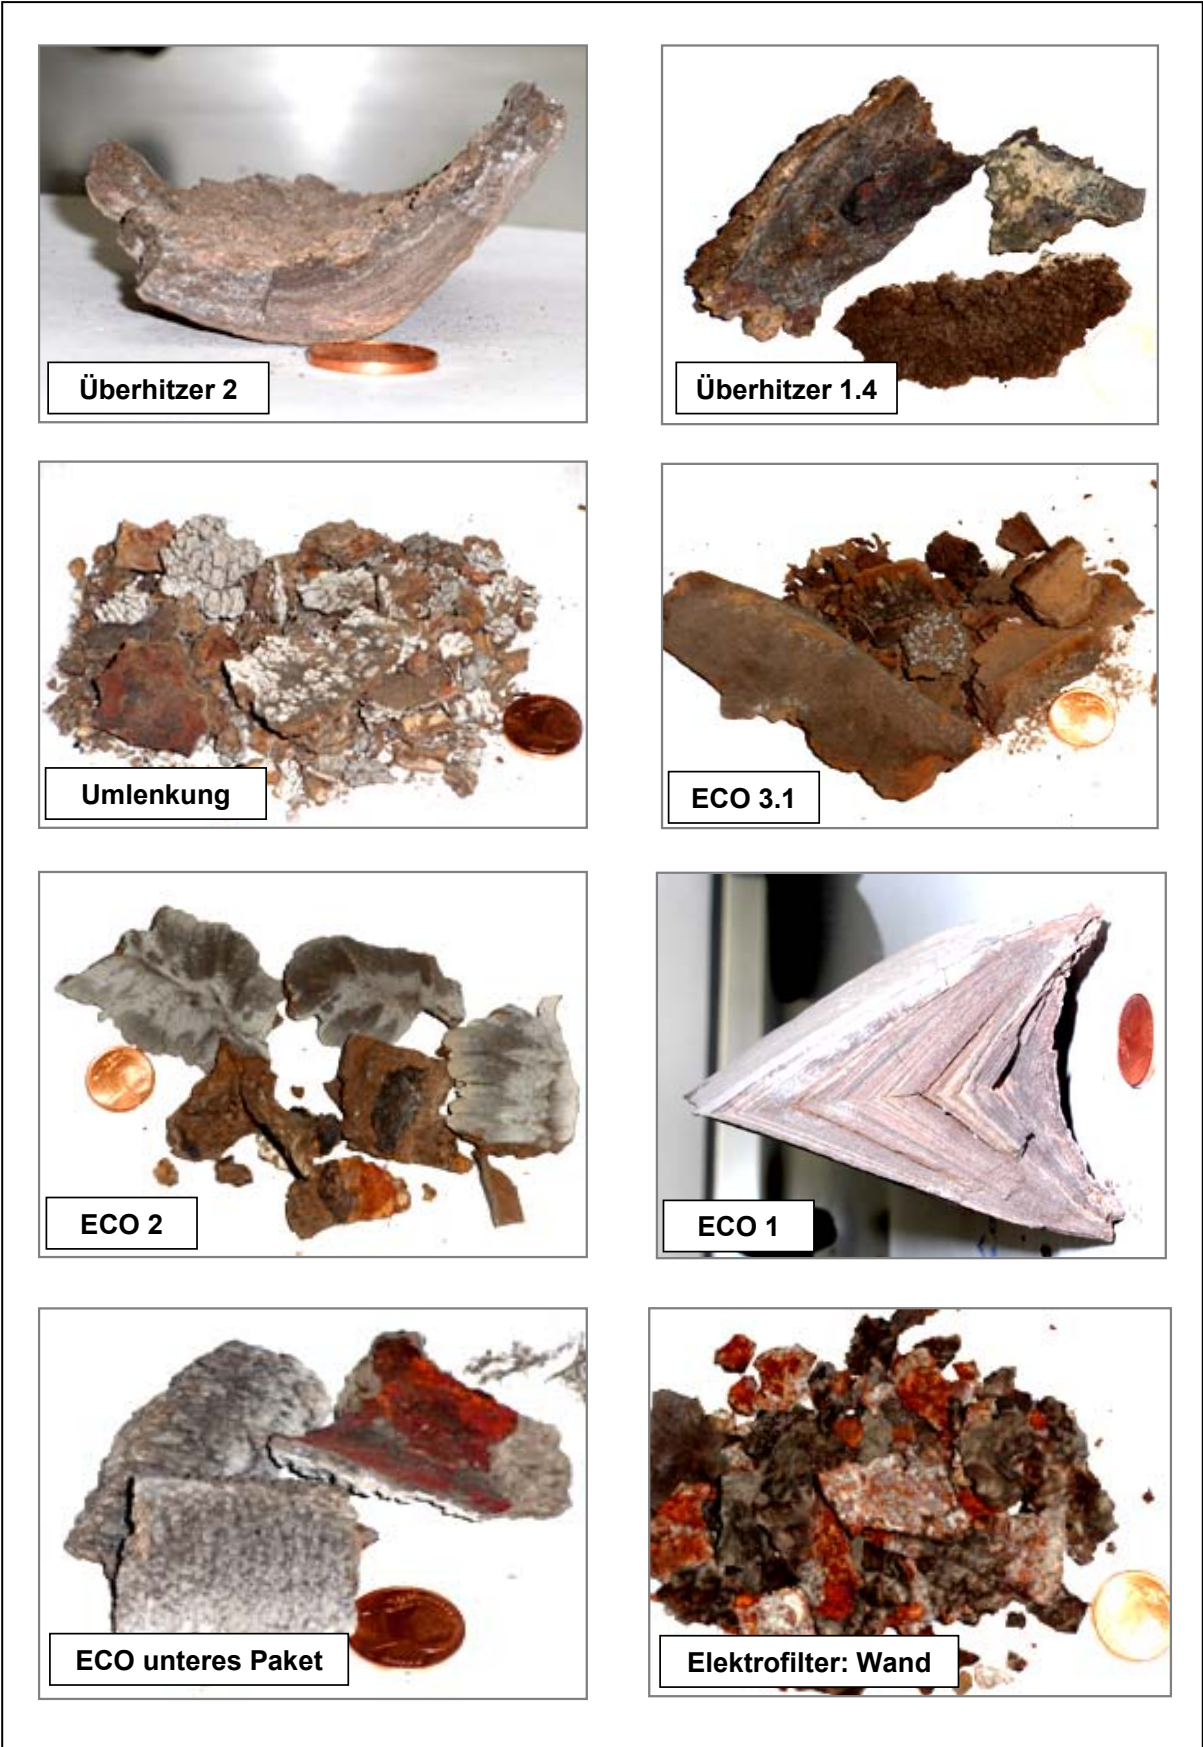 Überhitzer 2
Überhitzer 1.4
Umlenkung
ECO 3.1
ECO 2
ECO 1
ECO unteres Paket
Elektrofilter: Wand